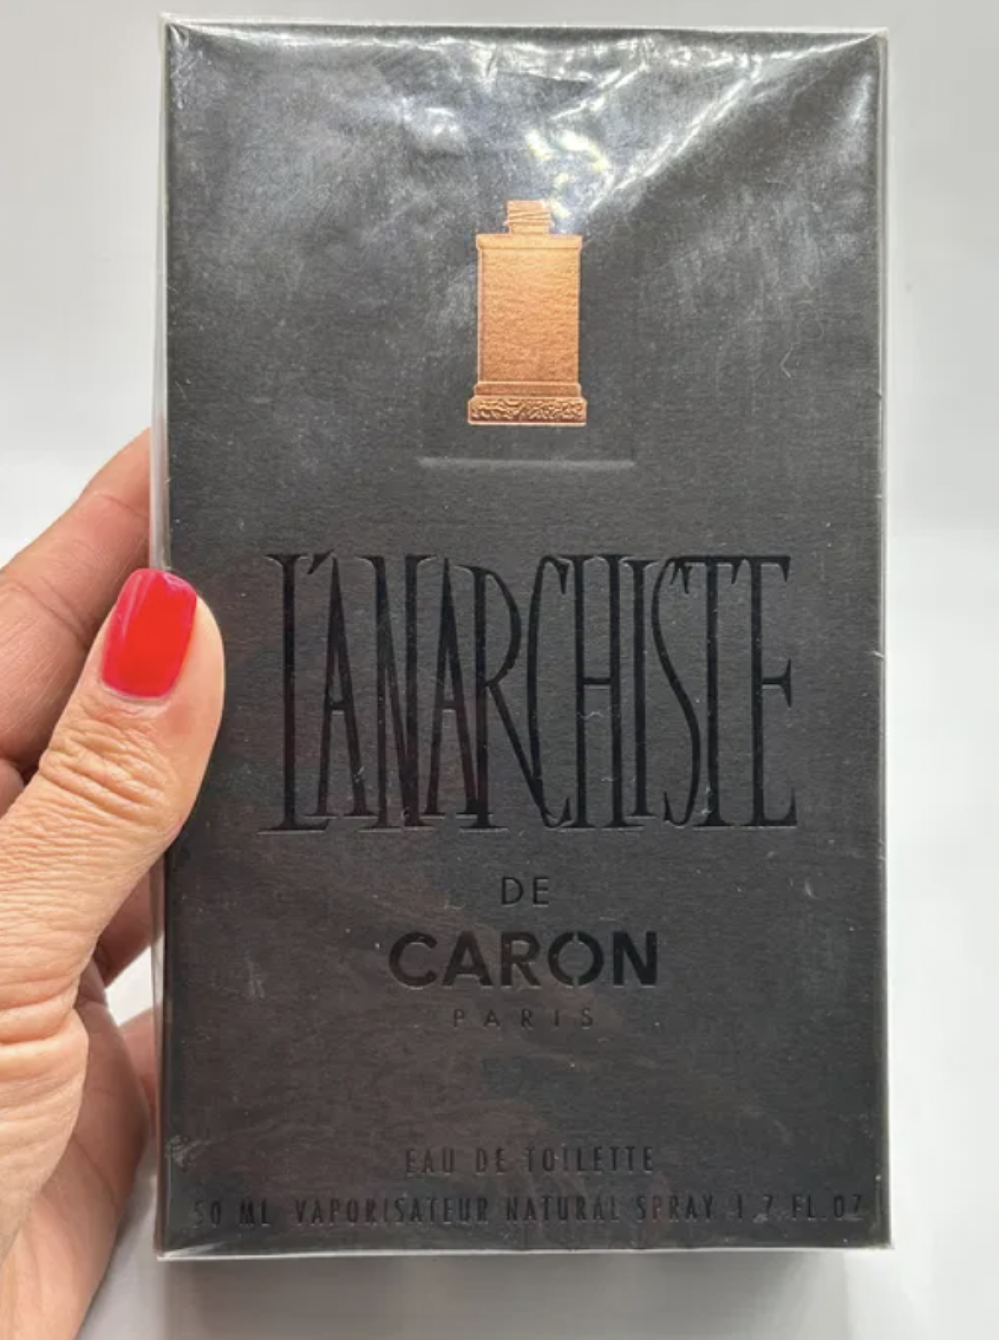 L'ANARCHISTE
DE
CARON
PARIS
EAU DE TOILETTE
50 ML VAPORISATEUR NATURAL SPRAY 1.7 FL.OZ